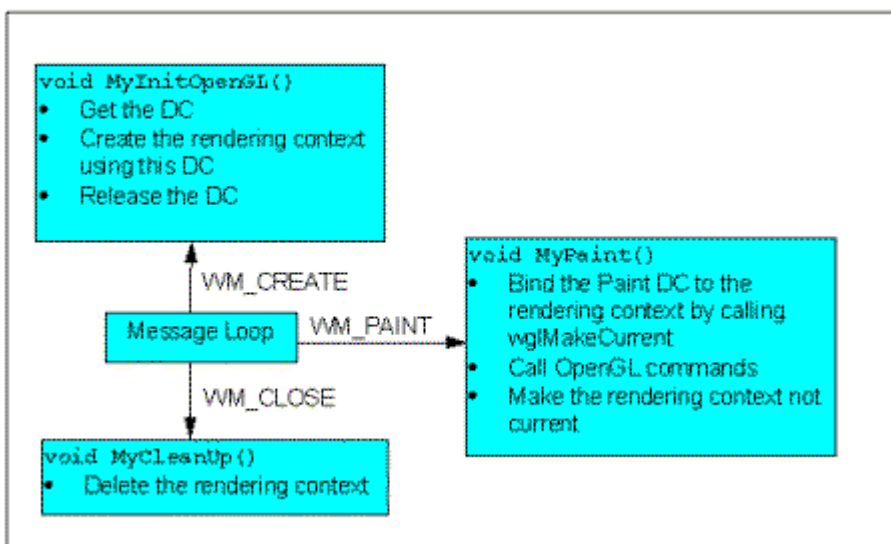 void MyInitOpenGL()
• Get the DC
• Create the rendering context
using this DC
• Release the DC
WM_CREATE
Message Loop
WM_PAINT
void MyPaint()
• Bind the Paint DC to the
rendering context by calling
wglMakeCurrent
• Call OpenGL commands
• Make the rendering context not
current
WM_CLOSE
void MyCleanUp()
• Delete the rendering context